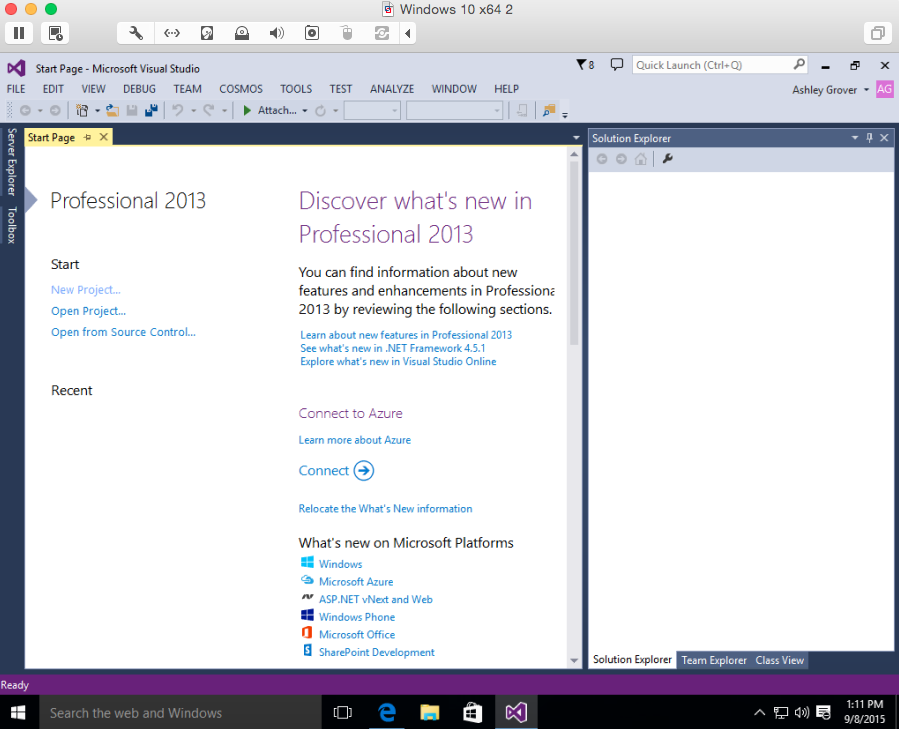 Windows 10 x64 2
Start Page - Microsoft Visual Studio
8
Quick Launch (Ctrl+Q)
FILE EDIT VIEW DEBUG TEAM COSMOS TOOLS TEST ANALYZE WINDOW HELP
Ashley Grover AG
Attach...
Server Explorer
Toolbox
Start Page
Professional 2013
Start
New Project...
Open Project...
Open from Source Control...
Recent
Discover what's new in
Professional 2013
You can find information about new
features and enhancements in Professiona
2013 by reviewing the following sections.
Learn about new features in Professional 2013
See what's new in .NET Framework 4.5.1
Explore what's new in Visual Studio Online
Connect to Azure
Learn more about Azure
Connect
Relocate the What's New information
What's new on Microsoft Platforms
Windows
Microsoft Azure
ASP.NET vNext and Web
Windows Phone
Microsoft Office
SharePoint Development
Solution Explorer
Solution Explorer Team Explorer Class View
Ready
Search the web and Windows
1:11 PM
9/8/2015